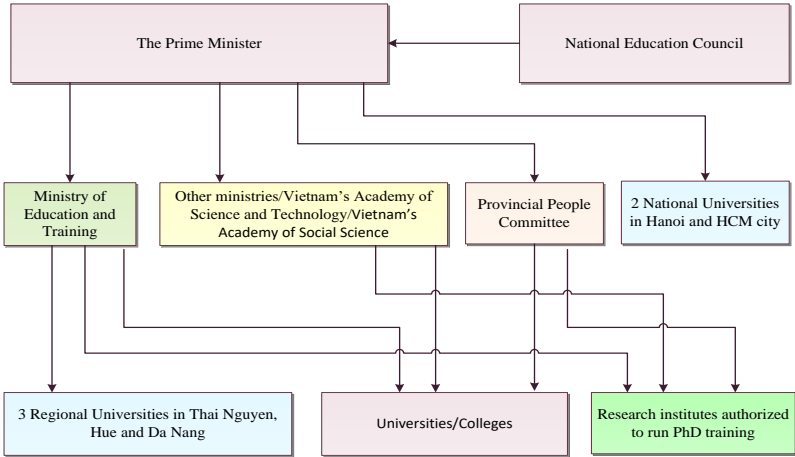 The Prime Minister
National Education Council
Ministry of
Education and
Training
Other ministries/Vietnam's Academy of
Science and Technology/Vietnam's
Academy of Social Science
Provincial People
Committee
2 National Universities
in Hanoi and HCM city
3 Regional Universities in Thai Nguyen,
Hue and Da Nang
Universities/Colleges
Research institutes authorized
to run PhD training